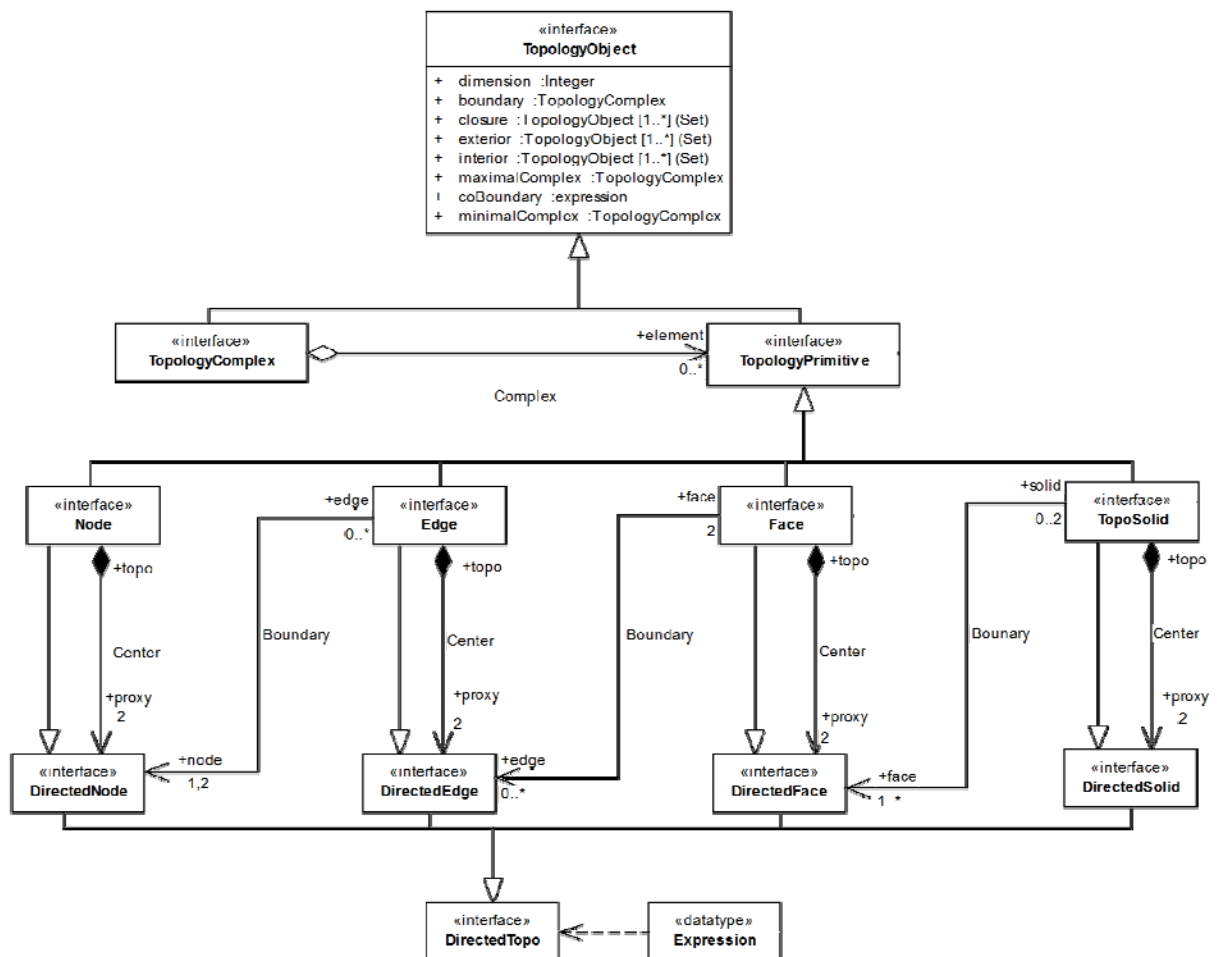 «interface»
TopologyObject
+ dimension :Integer
+ boundary :TopologyComplex
+ closure :TopologyObject [1..*] (Set)
+ exterior :TopologyObject [1..*] (Set)
+ interior :TopologyObject [1..*] (Set)
+ maximalComplex :TopologyComplex
+ coBoundary :expression
+ minimalComplex :TopologyComplex
«interface»
TopologyComplex
+element
0..*
Complex
«interface»
TopologyPrimitive
«interface»
Node
+edge
0..*
«interface»
Edge
+face
2
«interface»
Face
+solid
0..2
«interface»
TopoSolid
+topo
+topo
+topo
+topo
Center
Boundary
Center
Boundary
Center
Bounary
Center
+proxy
2
+proxy
2
+proxy
2
+proxy
2
«interface»
DirectedNode
+node
1,2
«interface»
DirectedEdge
+edge
0..*
«interface»
DirectedFace
+face
1..*
«interface»
DirectedSolid
«interface»
DirectedTopo
«datatype»
Expression